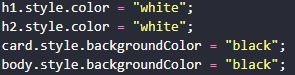 h1.style.color = "white";
h2.style.color = "white";
card.style.backgroundColor = "black";
body.style.backgroundColor = "black";